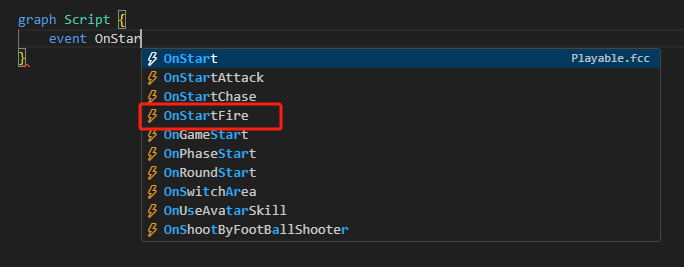 graph Script {
event OnStar
}
OnStart Playable.fcc
OnStartAttack
OnStartChase
OnStartFire
OnGameStart
OnPhaseStart
OnRoundStart
OnSwitchArea
OnUseAvatarSkill
OnShootByFootBallShooter